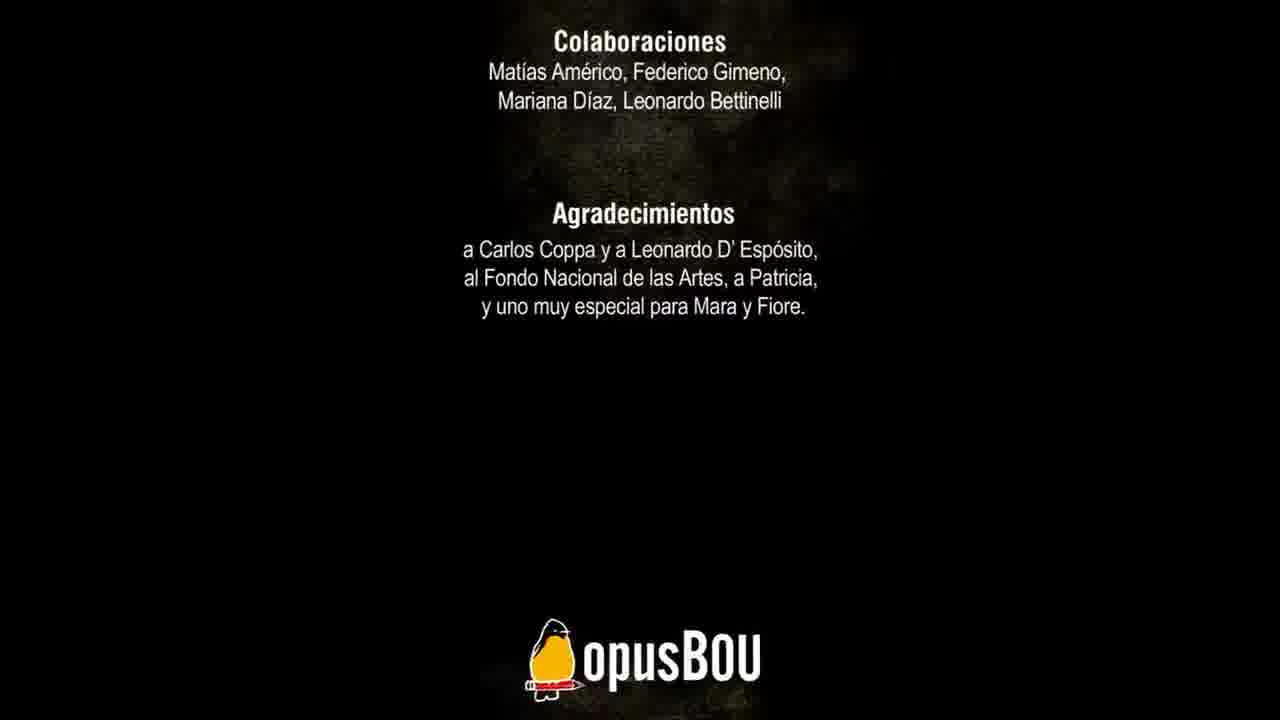 Colaboraciones
Matías Américo, Federico Gimeno,
Mariana Díaz, Leonardo Bettinelli
Agradecimientos
a Carlos Coppa y a Leonardo D' Espósito,
al Fondo Nacional de las Artes, a Patricia,
y uno muy especial para Mara y Fiore.
opusBOU